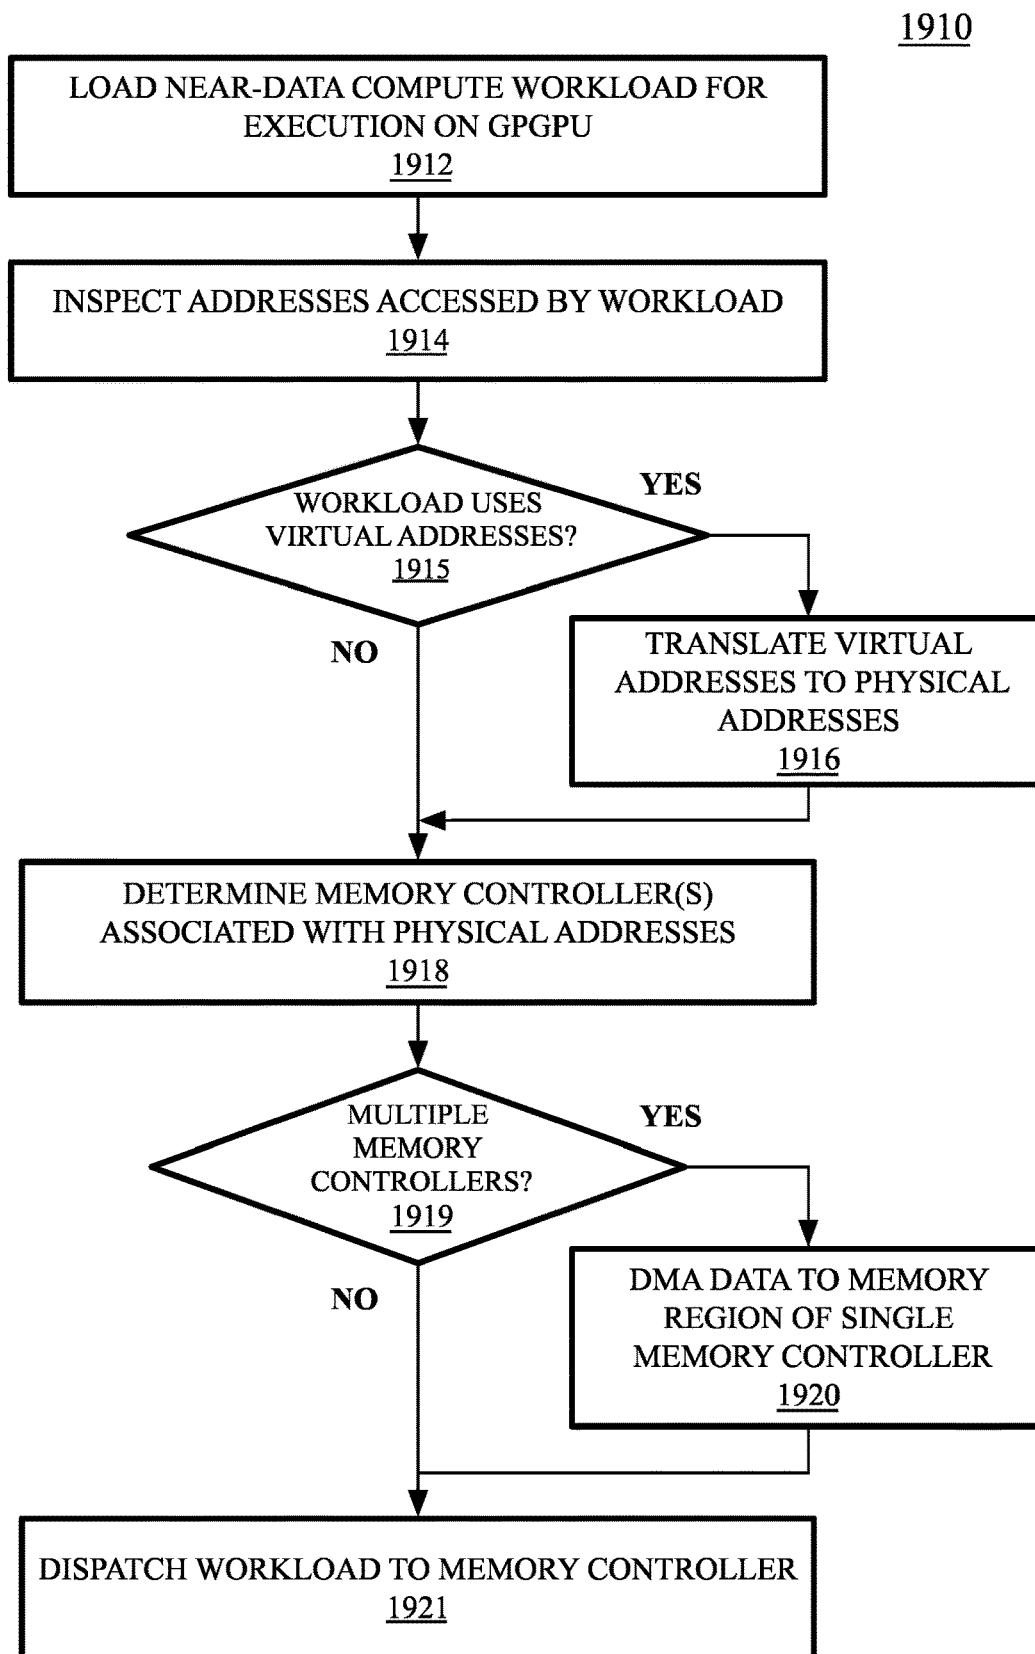 1910
LOAD NEAR-DATA COMPUTE WORKLOAD FOR
EXECUTION ON GPGPU
1912
INSPECT ADDRESSES ACCESSED BY WORKLOAD
1914
WORKLOAD USES
VIRTUAL ADDRESSES?
1915
YES
NO
TRANSLATE VIRTUAL
ADDRESSES TO PHYSICAL
ADDRESSES
1916
DETERMINE MEMORY CONTROLLER(S)
ASSOCIATED WITH PHYSICAL ADDRESSES
1918
MULTIPLE
MEMORY
CONTROLLERS?
1919
YES
NO
DMA DATA TO MEMORY
REGION OF SINGLE
MEMORY CONTROLLER
1920
DISPATCH WORKLOAD TO MEMORY CONTROLLER
1921